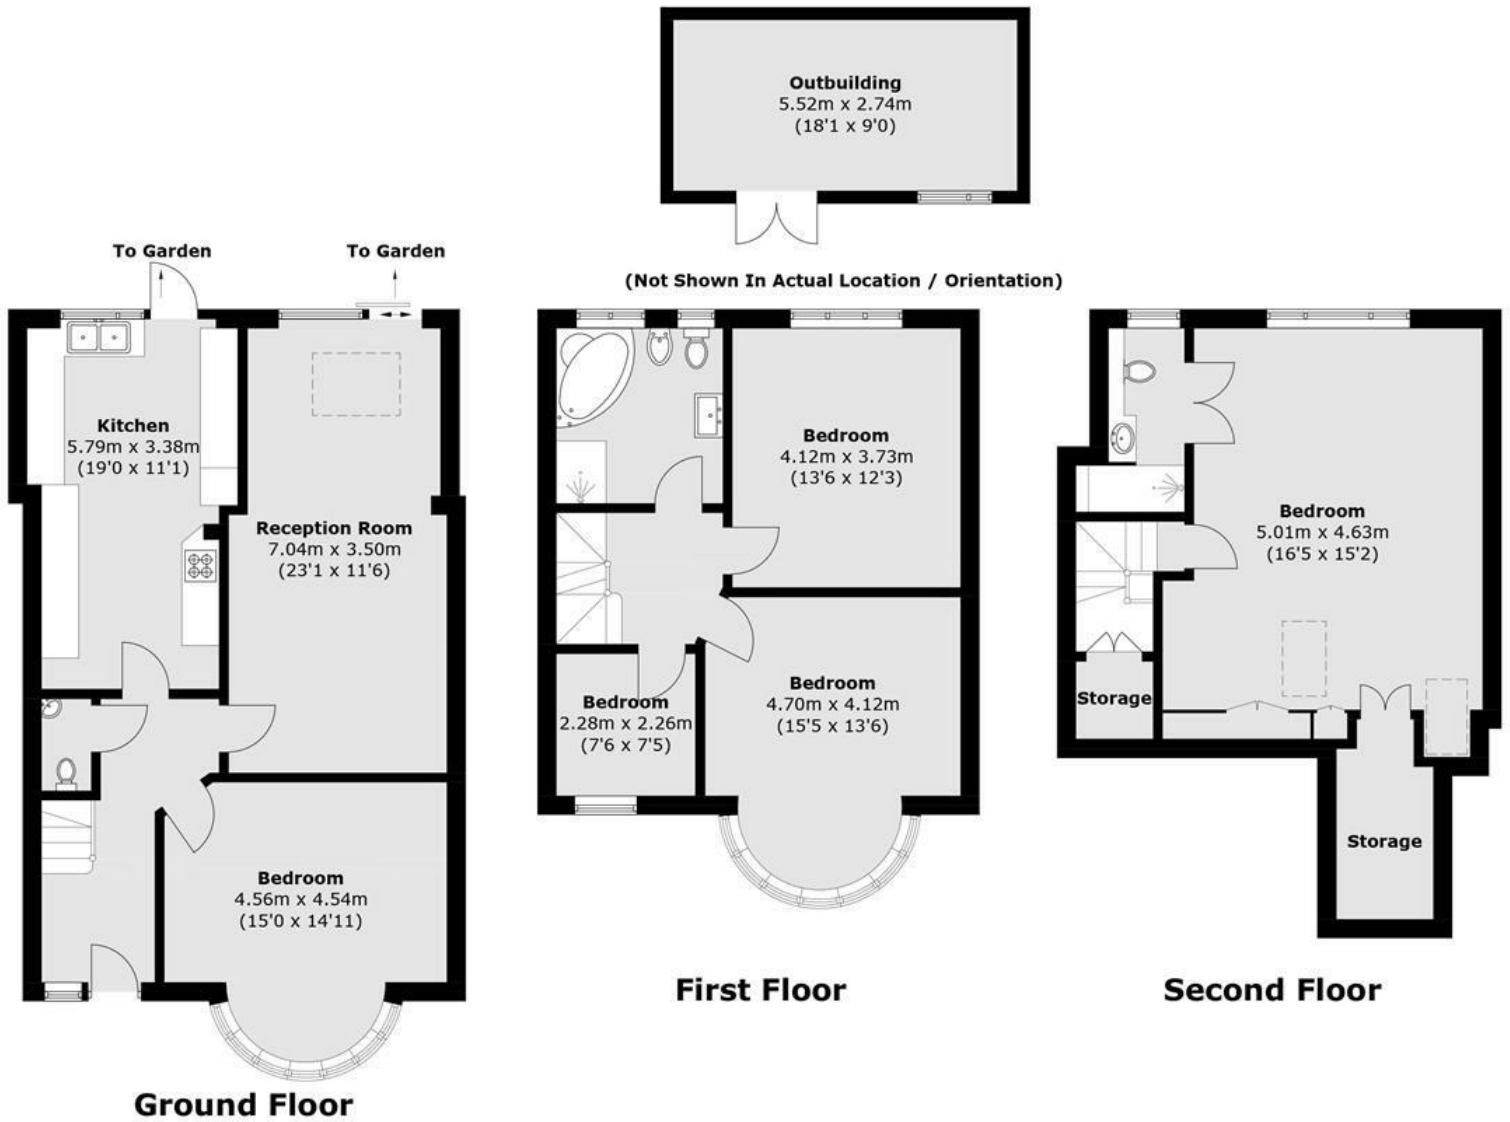 Outbuilding
5.52m x 2.74m
(18'1 x 9'0)
(Not Shown In Actual Location / Orientation)
To Garden
To Garden
Kitchen
5.79m x 3.38m
(19'0 x 11'1)
Reception Room
7.04m x 3.50m
(23'1 x 11'6)
Bedroom
4.56m x 4.54m
(15'0 x 14'11)
Ground Floor
Bedroom
4.12m x 3.73m
(13'6 x 12'3)
Bedroom
2.28m x 2.26m
(7'6 x 7'5)
Bedroom
4.70m x 4.12m
(15'5 x 13'6)
First Floor
Bedroom
5.01m x 4.63m
(16'5 x 15'2)
Storage
Storage
Second Floor